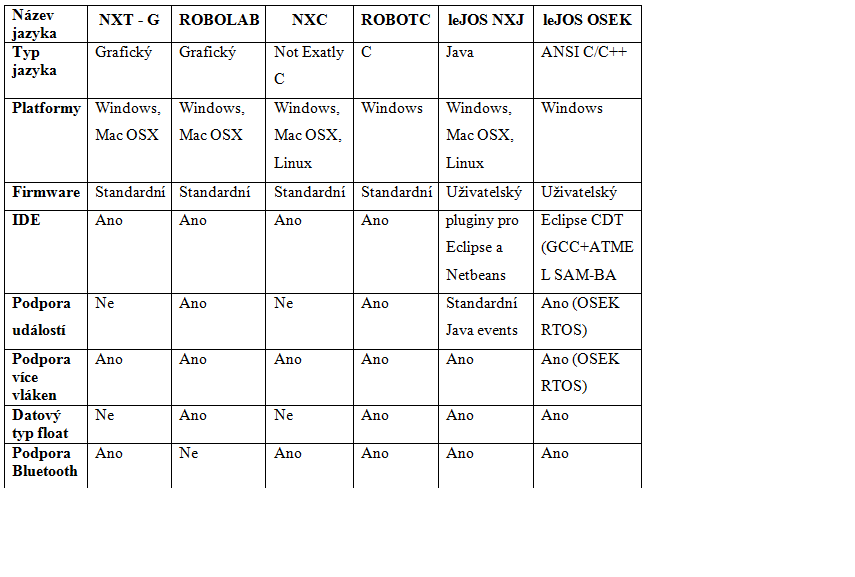 Název jazyka NXT - G ROBOLAB NXC ROBOTC leJOS NXJ leJOS OSEK
Typ jazyka Grafický Grafický Not Exatly C C Java ANSI C/C++
Platformy Windows, Mac OSX Windows, Mac OSX Windows, Mac OSX, Linux Windows Windows, Mac OSX, Linux Windows
Firmware Standardní Standardní Standardní Standardní Uživatelský Uživatelský
IDE Ano Ano Ano Ano pluginy pro Eclipse a Netbeans Eclipse CDT (GCC+ATMEL SAM-BA
Podpora událostí Ne Ano Ne Ano Standardní Java events Ano (OSEK RTOS)
Podpora více vláken Ano Ano Ano Ano Ano Ano (OSEK RTOS)
Datový typ float Ne Ano Ne Ano Ano Ano
Podpora Bluetooth Ano Ne Ano Ano Ano Ano